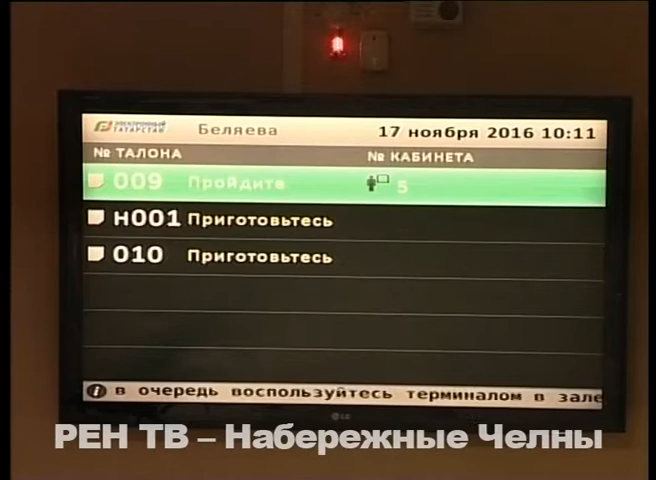 ЭЛЕКТРОННЫЙ
ТАТАРСТАН
Беляева
17 ноября 2016 10:11
№ ТАЛОНА
№ КАБИНЕТА
009 Пройдите 5
Н001 Приготовьтесь
010 Приготовьтесь
в очередь воспользуйтесь терминалом в зале
LG
РЕН ТВ – Набережные Челны